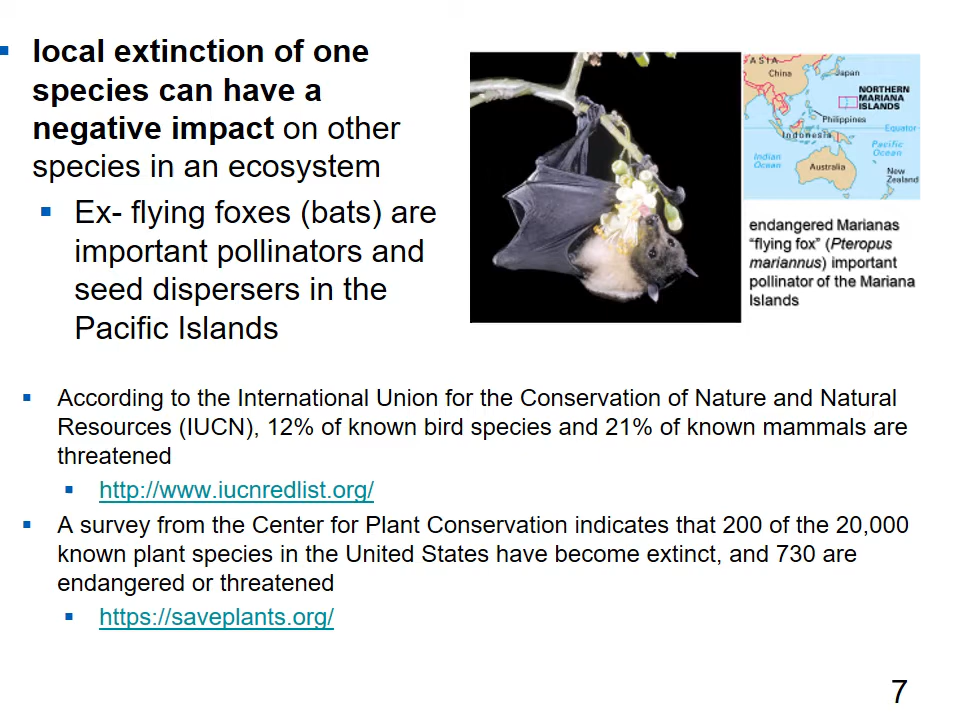 local extinction of one
species can have a
negative impact on other
species in an ecosystem
Ex- flying foxes (bats) are
important pollinators and
seed dispersers in the
Pacific Islands
ASIA
China
Japan
NORTHERN
MARIANA
ISLANDS
Philippines
Equator
Indonesia
Pacific
Ocean
Indian
Ocean
Australia
New
Zealand
endangered Marianas
“flying fox” (Pteropus
mariannus) important
pollinator of the Mariana
Islands
According to the International Union for the Conservation of Nature and Natural
Resources (IUCN), 12% of known bird species and 21% of known mammals are
threatened
http://www.iucnredlist.org/
A survey from the Center for Plant Conservation indicates that 200 of the 20,000
known plant species in the United States have become extinct, and 730 are
endangered or threatened
https://saveplants.org/
7